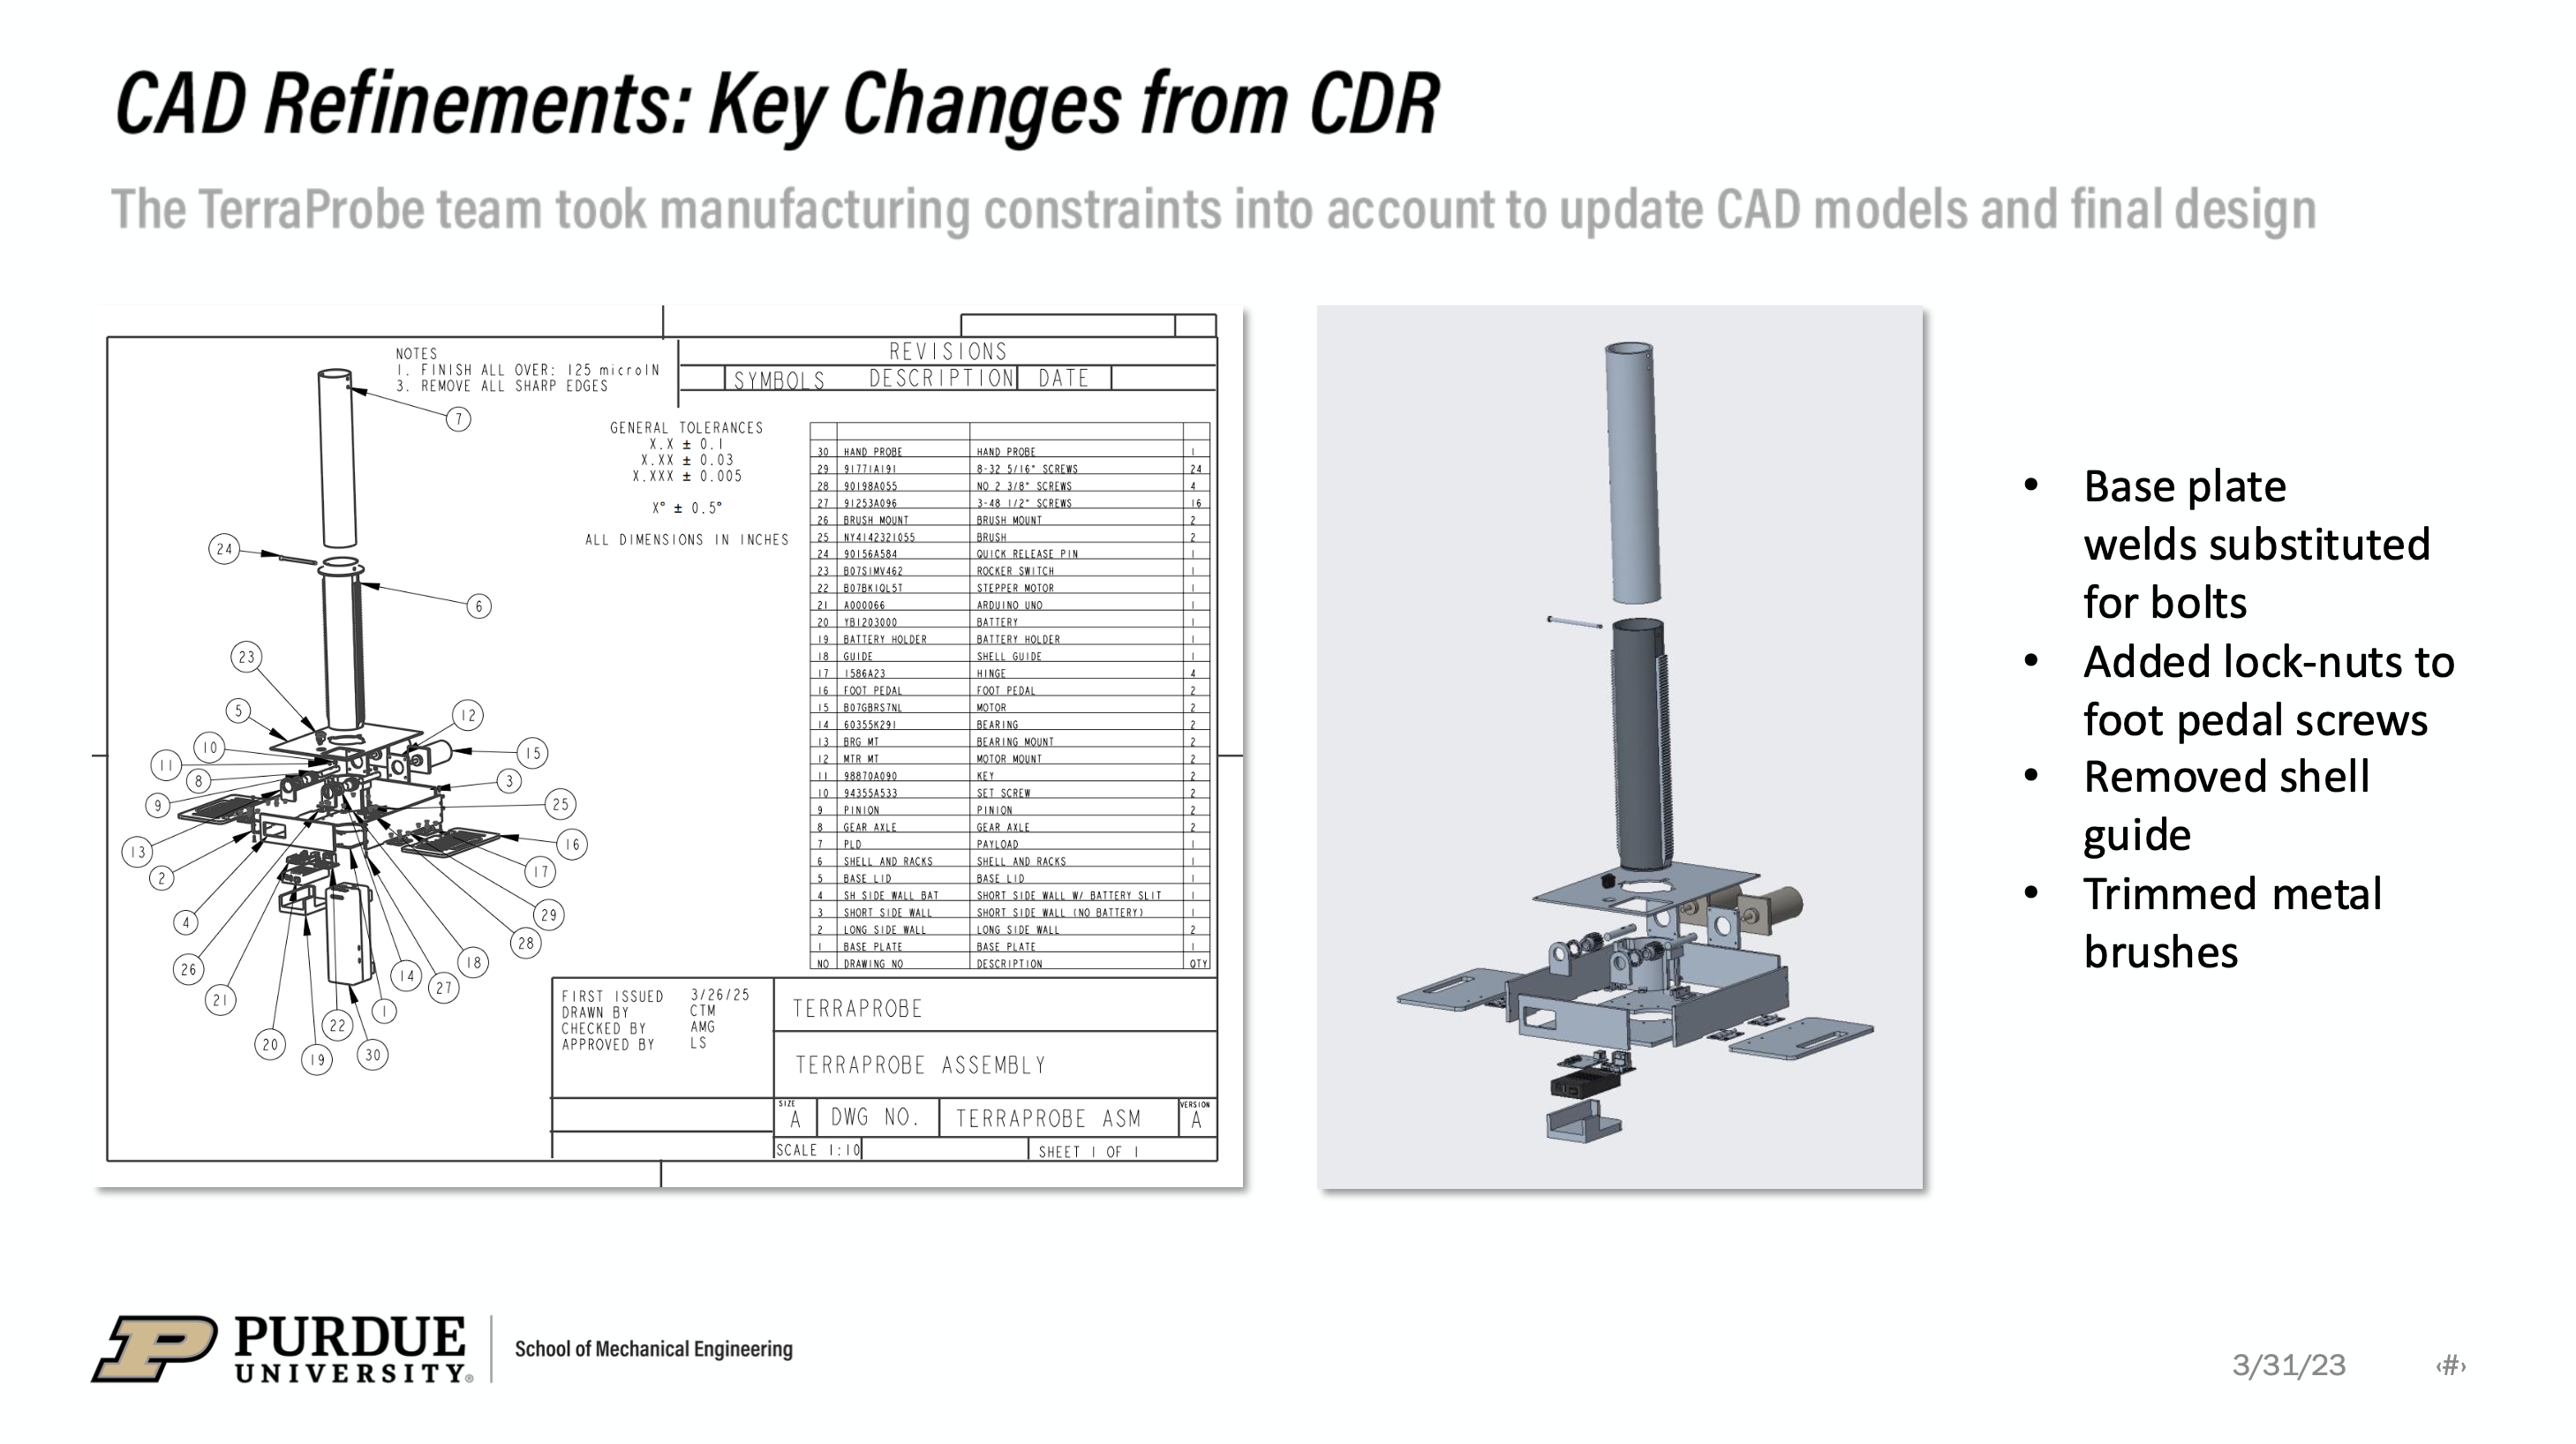 CAD Refinements: Key Changes from CDR
The TerraProbe team took manufacturing constraints into account to update CAD models and final design
NOTES
1. FINISH ALL OVER: 125 microIN
3. REMOVE ALL SHARP EDGES
REVISIONS
SYMBOLS DESCRIPTION DATE
GENERAL TOLERANCES
X.X ± 0.1
X.XX ± 0.03
X.XXX ± 0.005
X° ± 0.5°
ALL DIMENSIONS IN INCHES
30 HAND PROBE HAND PROBE 1
29 91771A191 8-32 5/16" SCREWS 24
28 90198A055 NO 2 3/8" SCREWS 4
27 91253A096 3-48 1/2" SCREWS 16
26 BRUSH MOUNT BRUSH MOUNT 2
25 NY4142321055 BRUSH 2
24 90156A584 QUICK RELEASE PIN 1
23 B07S1MV462 ROCKER SWITCH 1
22 B07BK1QL5T STEPPER MOTOR 1
21 A000066 ARDUINO UNO 1
20 YB1203000 BATTERY 1
19 BATTERY HOLDER BATTERY HOLDER 1
18 GUIDE SHELL GUIDE 1
17 1586A23 HINGE 4
16 FOOT PEDAL FOOT PEDAL 2
15 B07GBRS7NL MOTOR 2
14 60355K291 BEARING 2
13 BRG MT BEARING MOUNT 2
12 MTR MT MOTOR MOUNT 2
11 98870A090 KEY 2
10 94355A533 SET SCREW 2
9 PINION PINION 2
8 GEAR AXLE GEAR AXLE 2
7 PLD PAYLOAD 1
6 SHELL AND RACKS SHELL AND RACKS 1
5 BASE LID BASE LID 1
4 SH SIDE WALL BAT SHORT SIDE WALL W/ BATTERY SLIT 1
3 SHORT SIDE WALL SHORT SIDE WALL (NO BATTERY) 1
2 LONG SIDE WALL LONG SIDE WALL 2
1 BASE PLATE BASE PLATE 1
NO DRAWING NO DESCRIPTION QTY
7
24
6
23
5
12
10
15
11
8
3
9
25
13
16
2
17
4
29
28
26
18
14
27
21
1
22
20
19
30
FIRST ISSUED 3/26/25
DRAWN BY CTM
CHECKED BY AMG
APPROVED BY LS
TERRAPROBE
TERRAPROBE ASSEMBLY
SIZE
A
DWG NO.
TERRAPROBE ASM
VERSION
A
SCALE 1:10
SHEET 1 OF 1
• Base plate
welds substituted
for bolts
• Added lock-nuts to
foot pedal screws
• Removed shell
guide
• Trimmed metal
brushes
PURDUE
UNIVERSITY®
School of Mechanical Engineering
3/31/23
‹#›